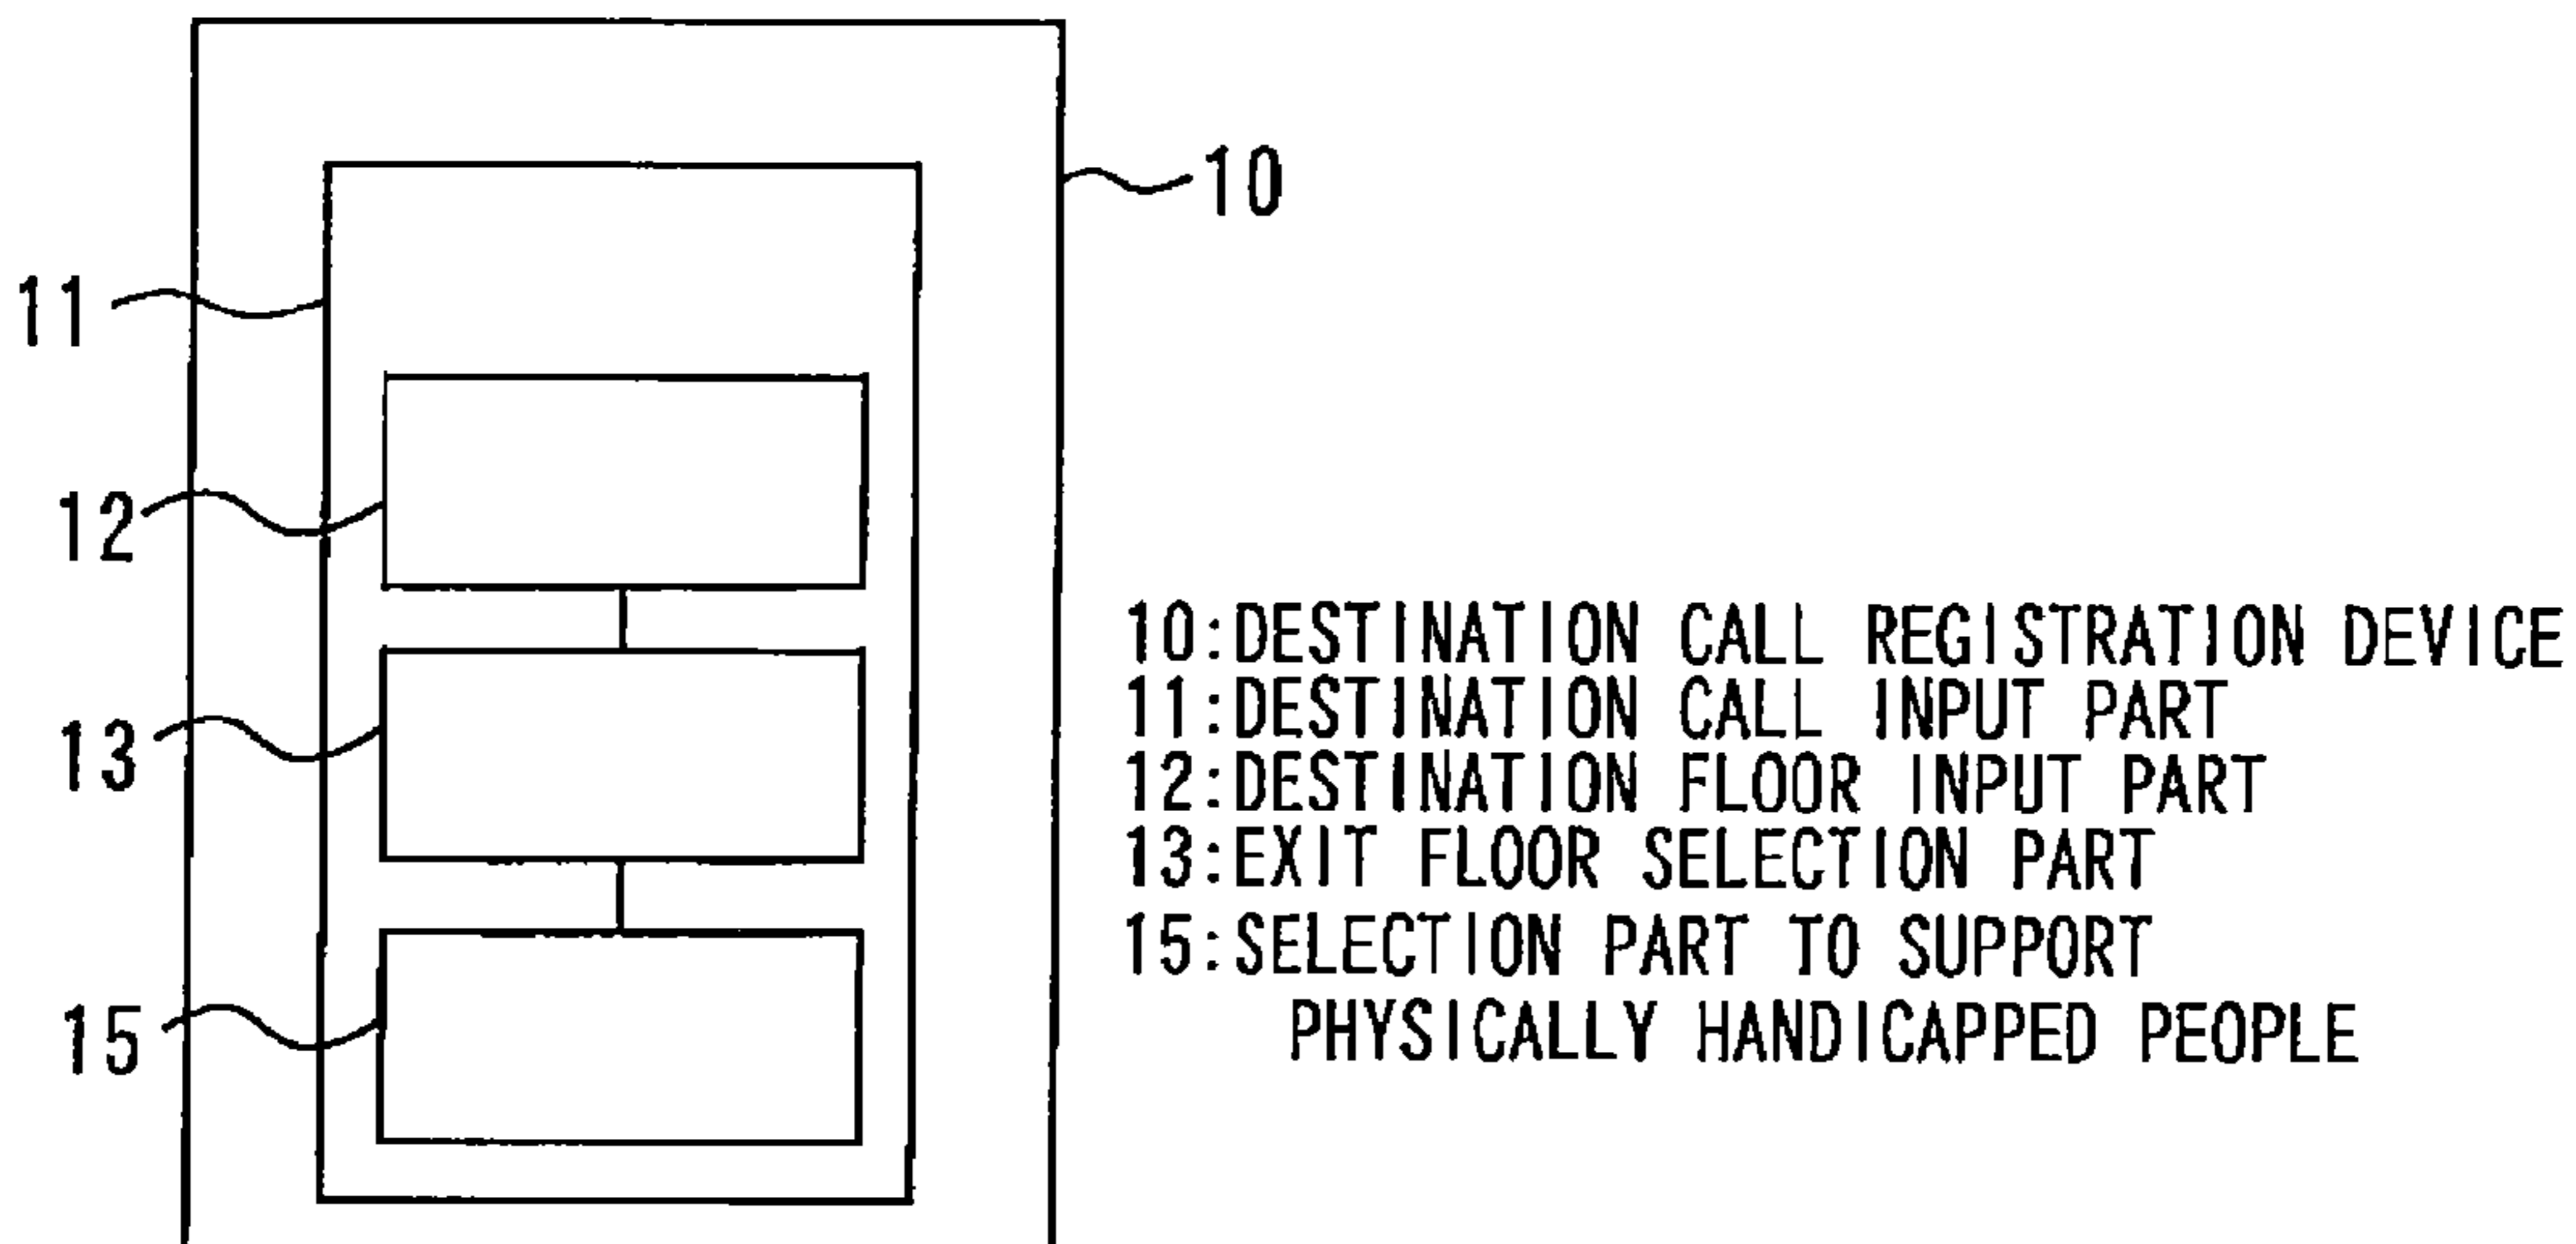 10
11
12
13
15
10:DESTINATION CALL REGISTRATION DEVICE
11:DESTINATION CALL INPUT PART
12:DESTINATION FLOOR INPUT PART
13:EXIT FLOOR SELECTION PART
15:SELECTION PART TO SUPPORT
PHYSICALLY HANDICAPPED PEOPLE